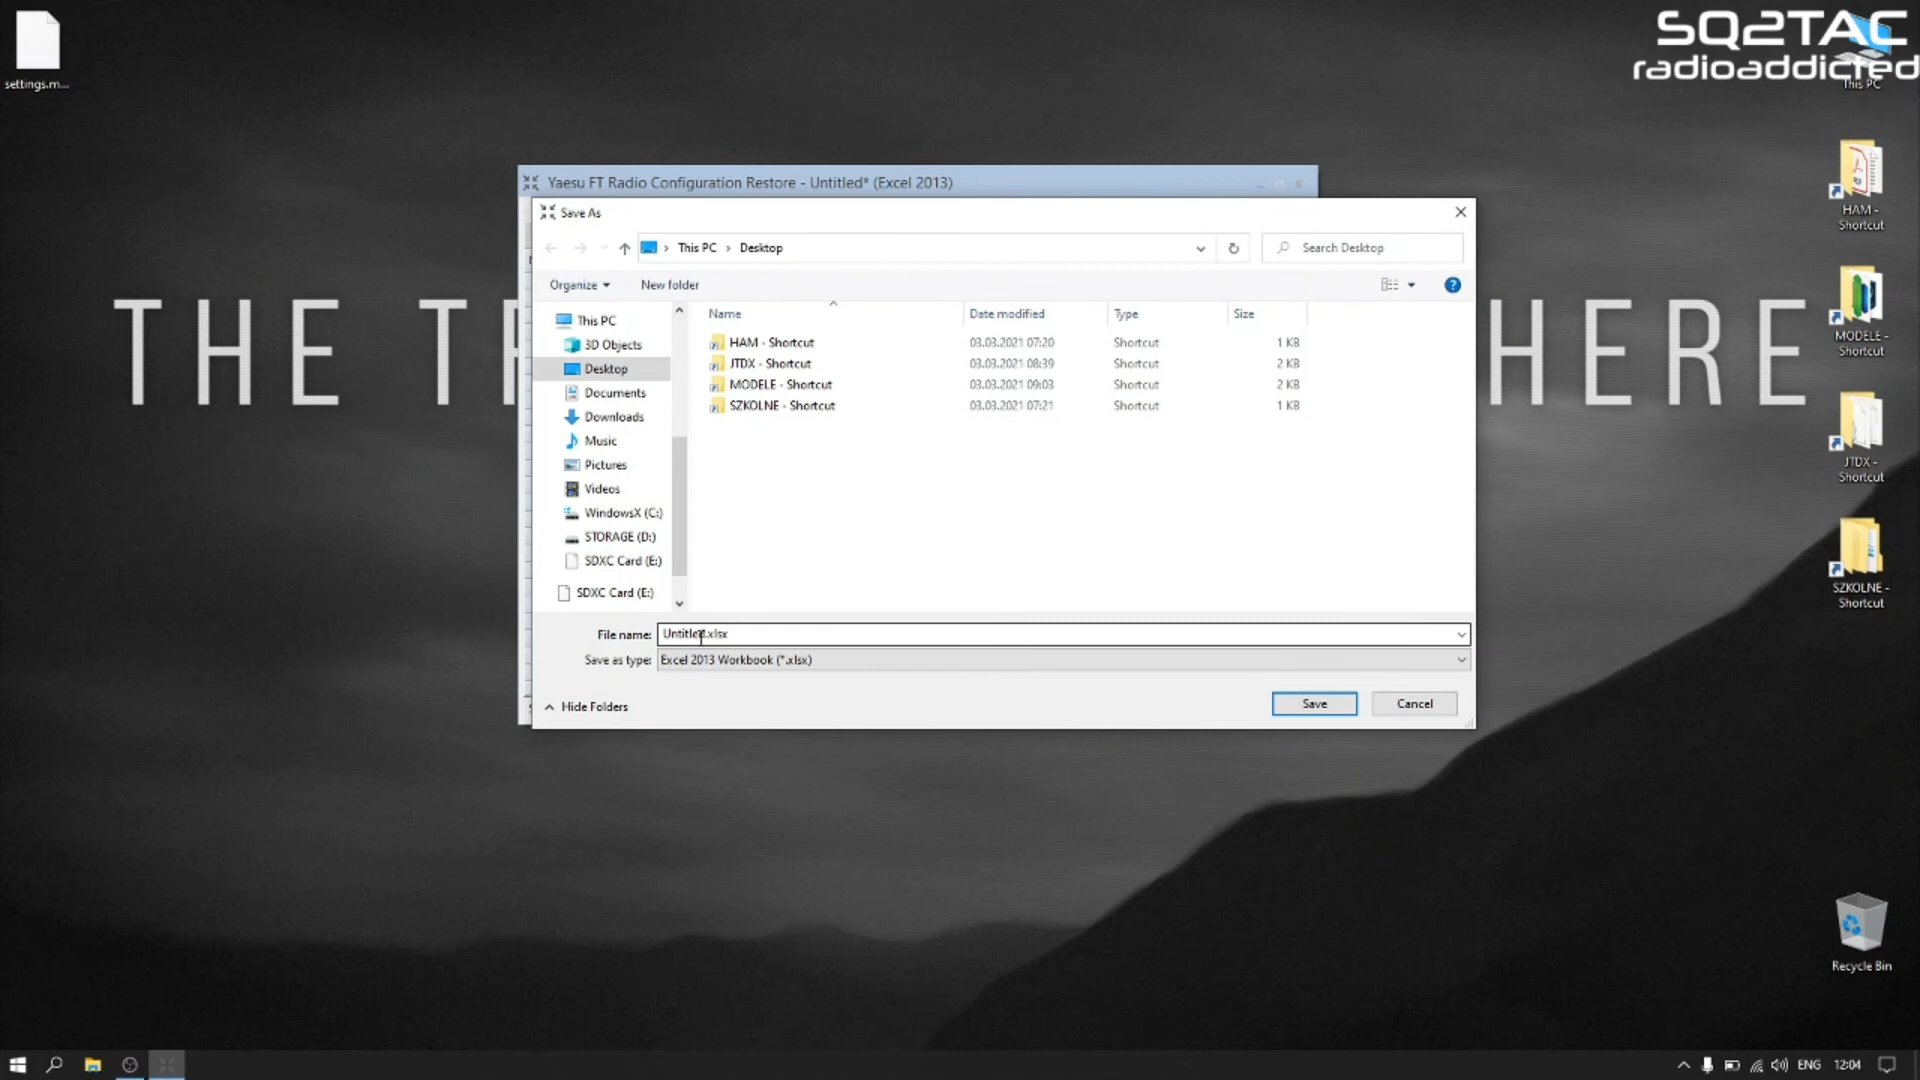 SQ2TAC
radioaddicted
settings.m...
This PC
HAM -
Shortcut
MODELE -
Shortcut
JTDX -
Shortcut
SZKOLNE -
Shortcut
Recycle Bin
THE TR
HERE
Yaesu FT Radio Configuration Restore - Untitled* (Excel 2013)
Save As
This PC > Desktop
Search Desktop
Organize
New folder
This PC
3D Objects
Desktop
Documents
Downloads
Music
Pictures
Videos
WindowsX (C:)
STORAGE (D:)
SDXC Card (E:)
SDXC Card (E:)
Name Date modified Type Size
HAM - Shortcut 03.03.2021 07:20 Shortcut 1 KB
JTDX - Shortcut 03.03.2021 08:39 Shortcut 2 KB
MODELE - Shortcut 03.03.2021 09:03 Shortcut 2 KB
SZKOLNE - Shortcut 03.03.2021 07:21 Shortcut 1 KB
File name: Untitled.xlsx
Save as type: Excel 2013 Workbook (*.xlsx)
Hide Folders
Save
Cancel
ENG 12:04